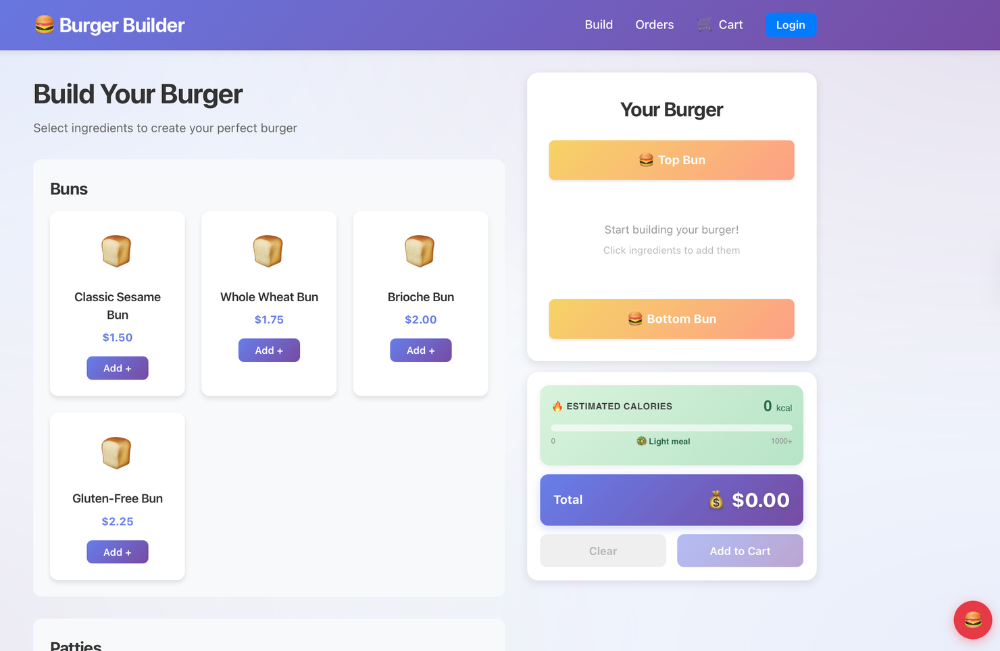 Burger Builder
Build
Orders
Cart
Login
Build Your Burger
Select ingredients to create your perfect burger
Buns
Classic Sesame
Bun
$1.50
Add +
Whole Wheat Bun
$1.75
Add +
Brioche Bun
$2.00
Add +
Gluten-Free Bun
$2.25
Add +
Patties
Your Burger
Top Bun
Start building your burger!
Click ingredients to add them
Bottom Bun
ESTIMATED CALORIES
0 kcal
0
Light meal
1000+
Total
$0.00
Clear
Add to Cart